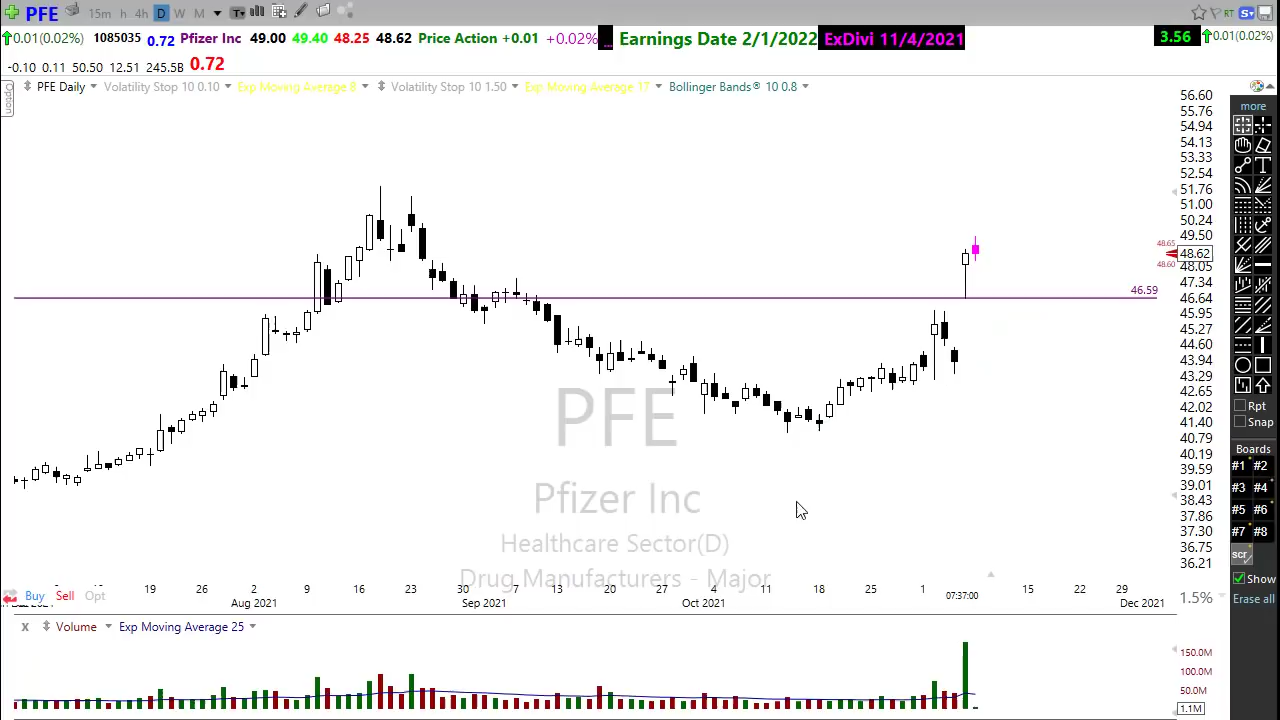 PFE 15m h 4h D W M T RT S
0.01(0.02%) 1085035 0.72 Pfizer Inc 49.00 49.40 48.25 48.62 Price Action +0.01 +0.02% ... Earnings Date 2/1/2022 ExDivi 11/4/2021 3.56 0.01(0.02%)
-0.10 0.11 50.50 12.51 245.5B 0.72
Option
PFE Daily Volatility Stop 10 0.10 Exp Moving Average 8 Volatility Stop 10 1.50 Exp Moving Average 17 Bollinger Bands® 10 0.8
56.60
55.76
54.94
54.13
53.33
52.54
51.76
51.00
50.24
49.50
48.65
48.62
48.60
48.05
47.34
46.59
46.64
45.95
45.27
44.60
43.94
43.29
42.65
42.02
41.40
40.79
40.19
39.59
39.01
38.43
37.86
37.30
36.75
36.21
more
Rpt
Snap
Boards
#1 #2
#3 #4
#5 #6
#7 #8
scr
Show
Erase all
PFE
Pfizer Inc
Healthcare Sector(D)
Drug Manufacturers - Major
19 26 2 9 16 23 30 7 13 20 27 4 11 18 25 1 07:37:00 15 22 29
Aug 2021 Sep 2021 Oct 2021 Dec 2021
Buy Sell Opt
1.5%
x Volume Exp Moving Average 25
150.0M
100.0M
50.0M
1.1M